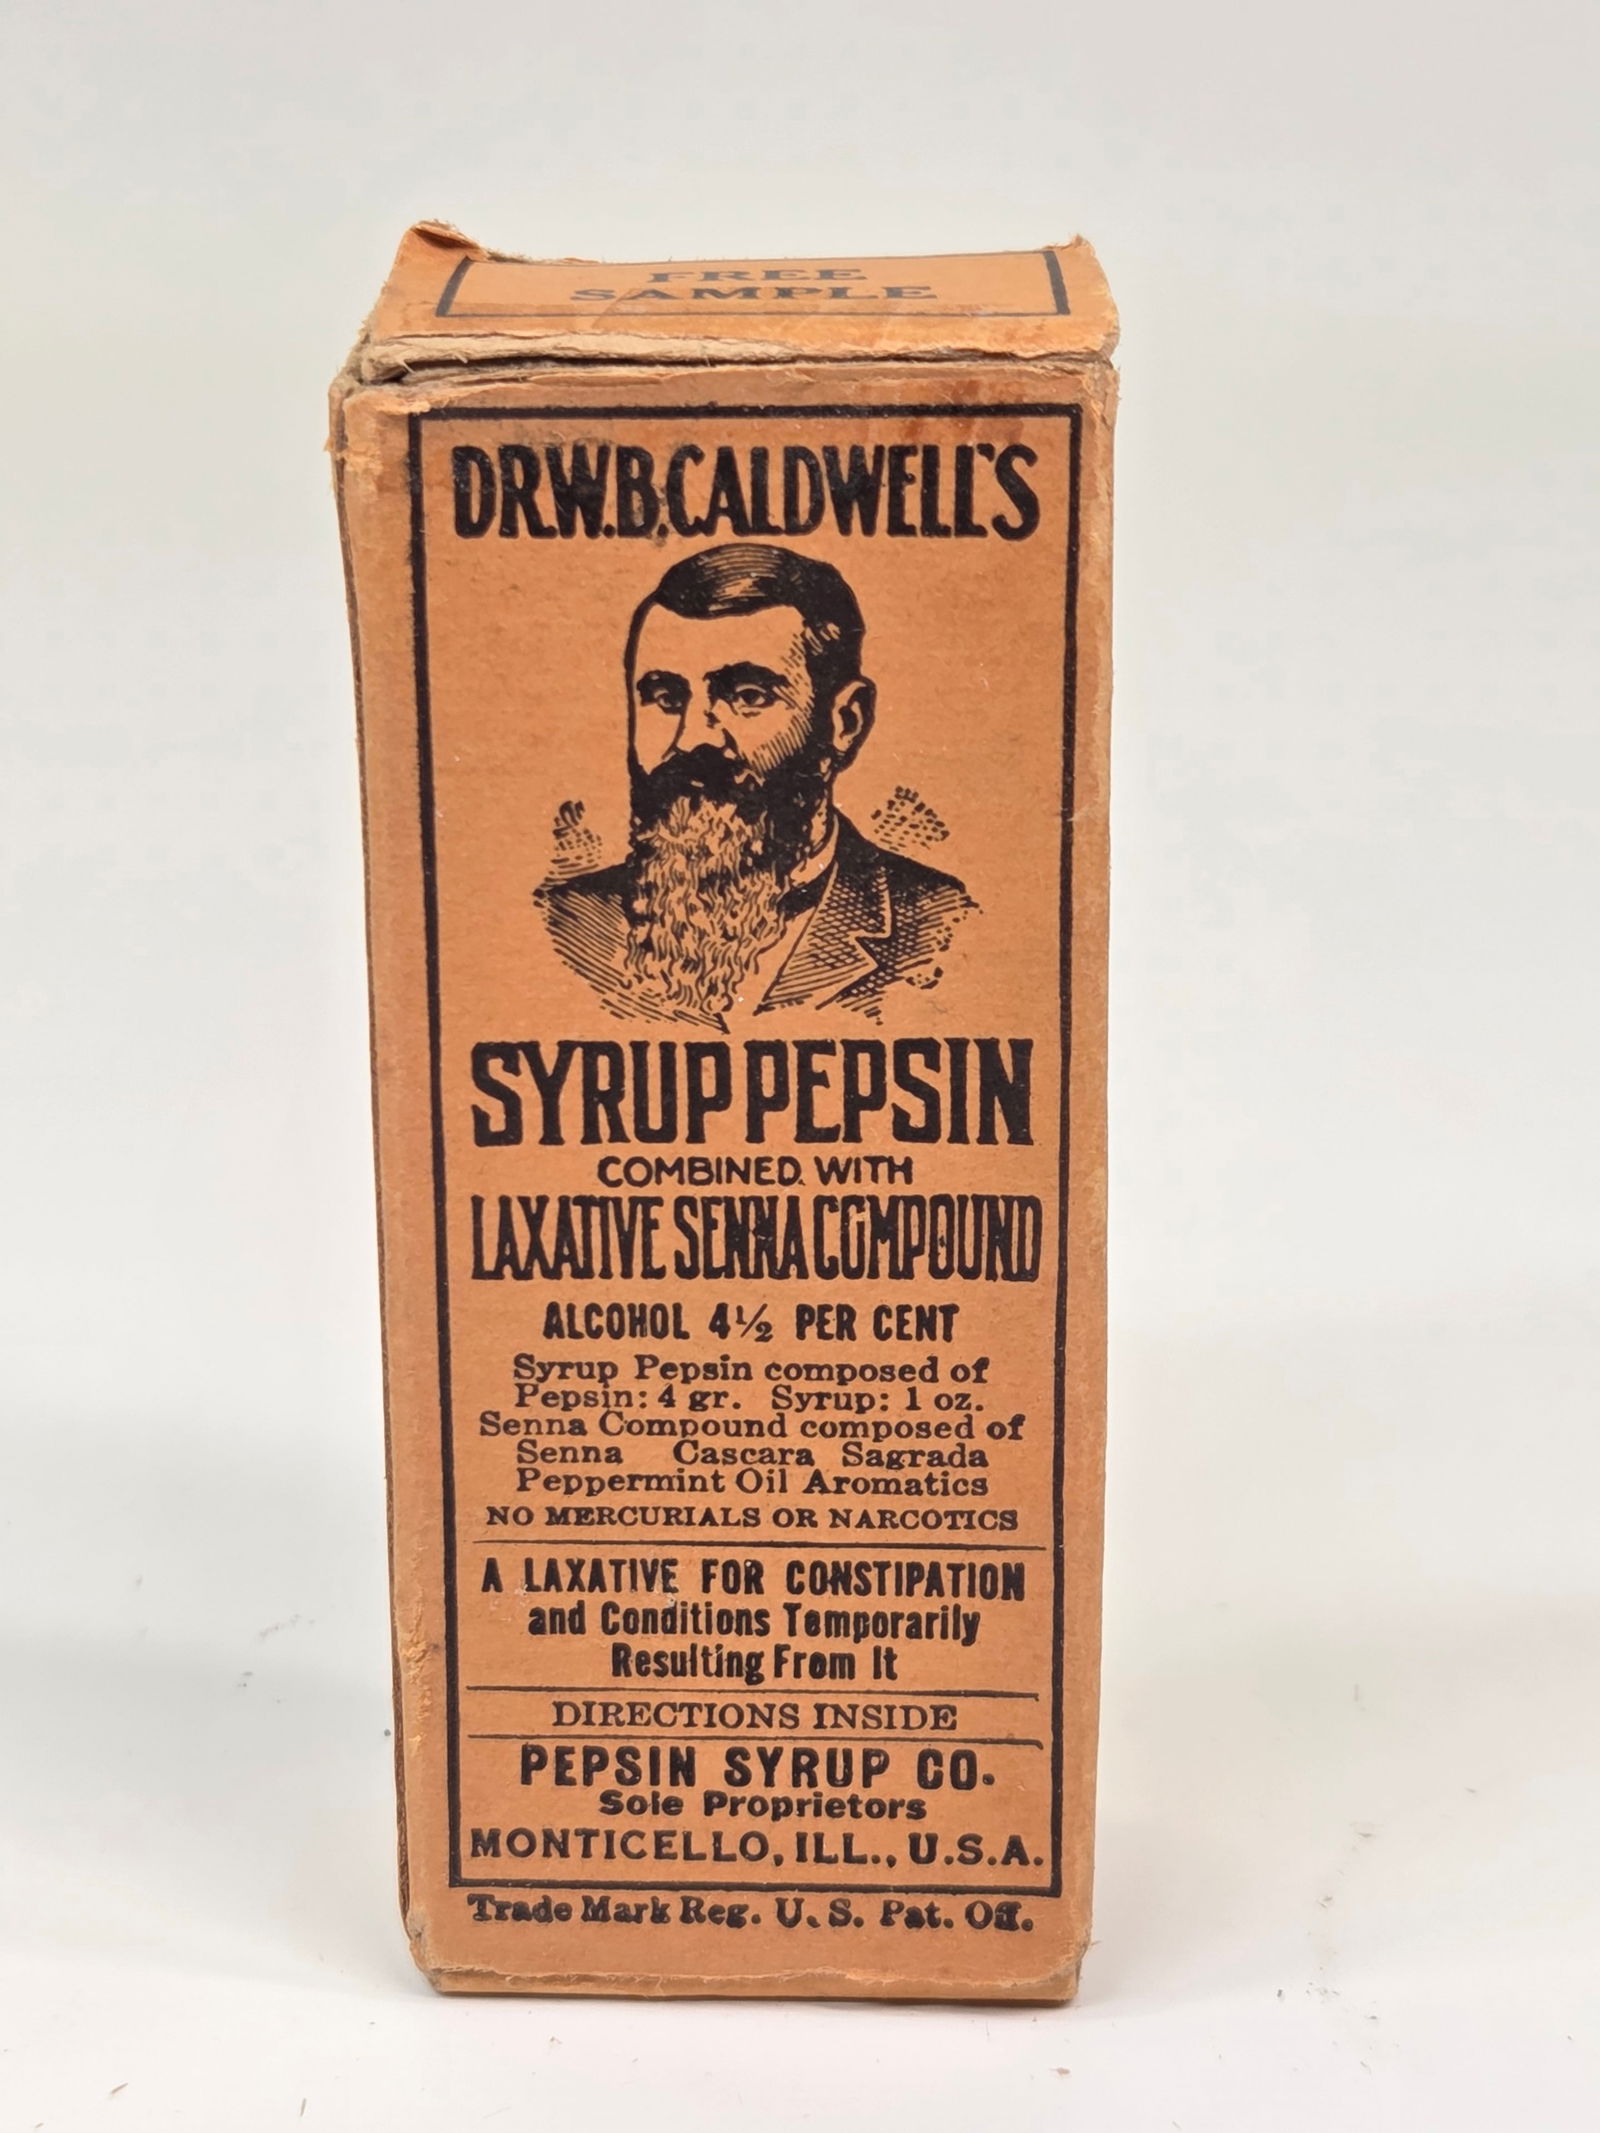 FREE
SAMPLE
DR.W.B.CALDWELL'S
SYRUP PEPSIN
COMBINED WITH
LAXATIVE SENNA COMPOUND
ALCOHOL 4½ PER CENT
Syrup Pepsin composed of
Pepsin: 4 gr. Syrup: 1 oz.
Senna Compound composed of
Senna Cascara Sagrada
Peppermint Oil Aromatics
NO MERCURIALS OR NARCOTICS
A LAXATIVE FOR CONSTIPATION
and Conditions Temporarily
Resulting From It
DIRECTIONS INSIDE
PEPSIN SYRUP CO.
Sole Proprietors
MONTICELLO, ILL., U.S.A.
Trade Mark Reg. U.S. Pat. Off.